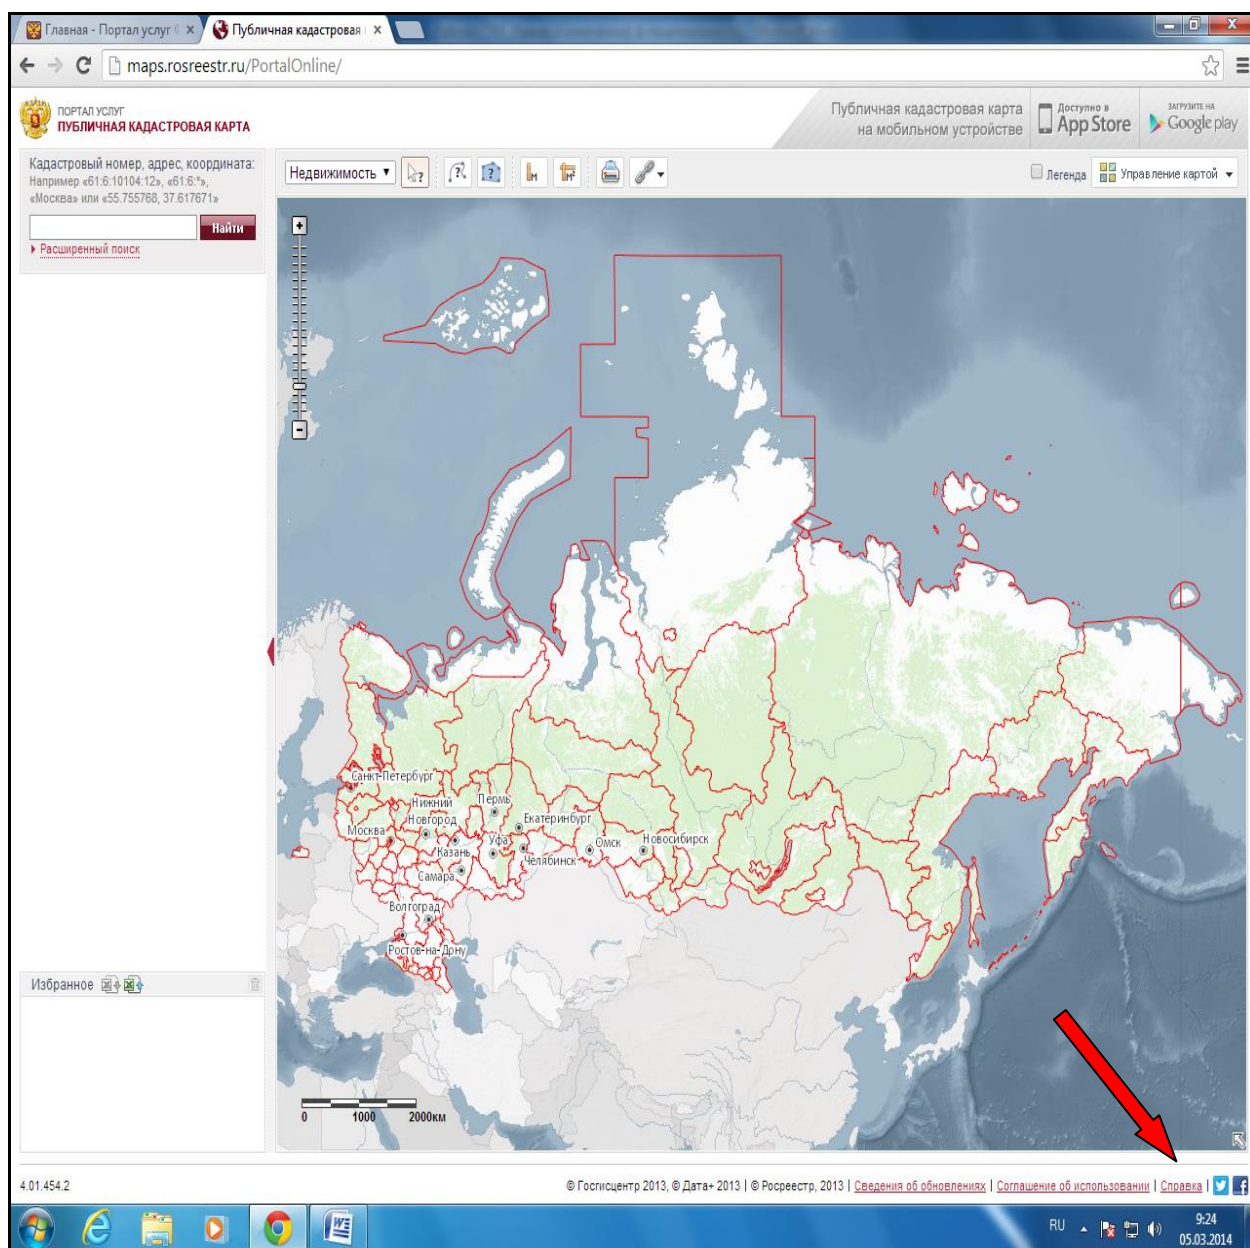 Главная - Портал услуг
Публичная кадастровая
maps.rosreestr.ru/PortalOnline/
ПОРТАЛ УСЛУГ
ПУБЛИЧНАЯ КАДАСТРОВАЯ КАРТА
Публичная кадастровая карта
на мобильном устройстве
Доступно в
App Store
ЗАГРУЗИТЕ НА
Google play
Кадастровый номер, адрес, координата:
Например «61:6:10104:12», «61:6:*»,
«Москва» или «55.755768, 37.617671»
Найти
Расширенный поиск
Недвижимость
Легенда
Управление картой
Санкт-Петербург
Нижний
Новгород
Пермь
Екатеринбург
Москва
Казань
Уфа
Челябинск
Омск
Новосибирск
Самара
Волгоград
Ростов-на-Дону
Избранное
0 1000 2000км
4.01.454.2
© Госгисцентр 2013, © Дата+ 2013 | © Росреестр, 2013 | Сведения об обновлениях | Соглашение об использовании | Справка |
RU
9:24
05.03.2014